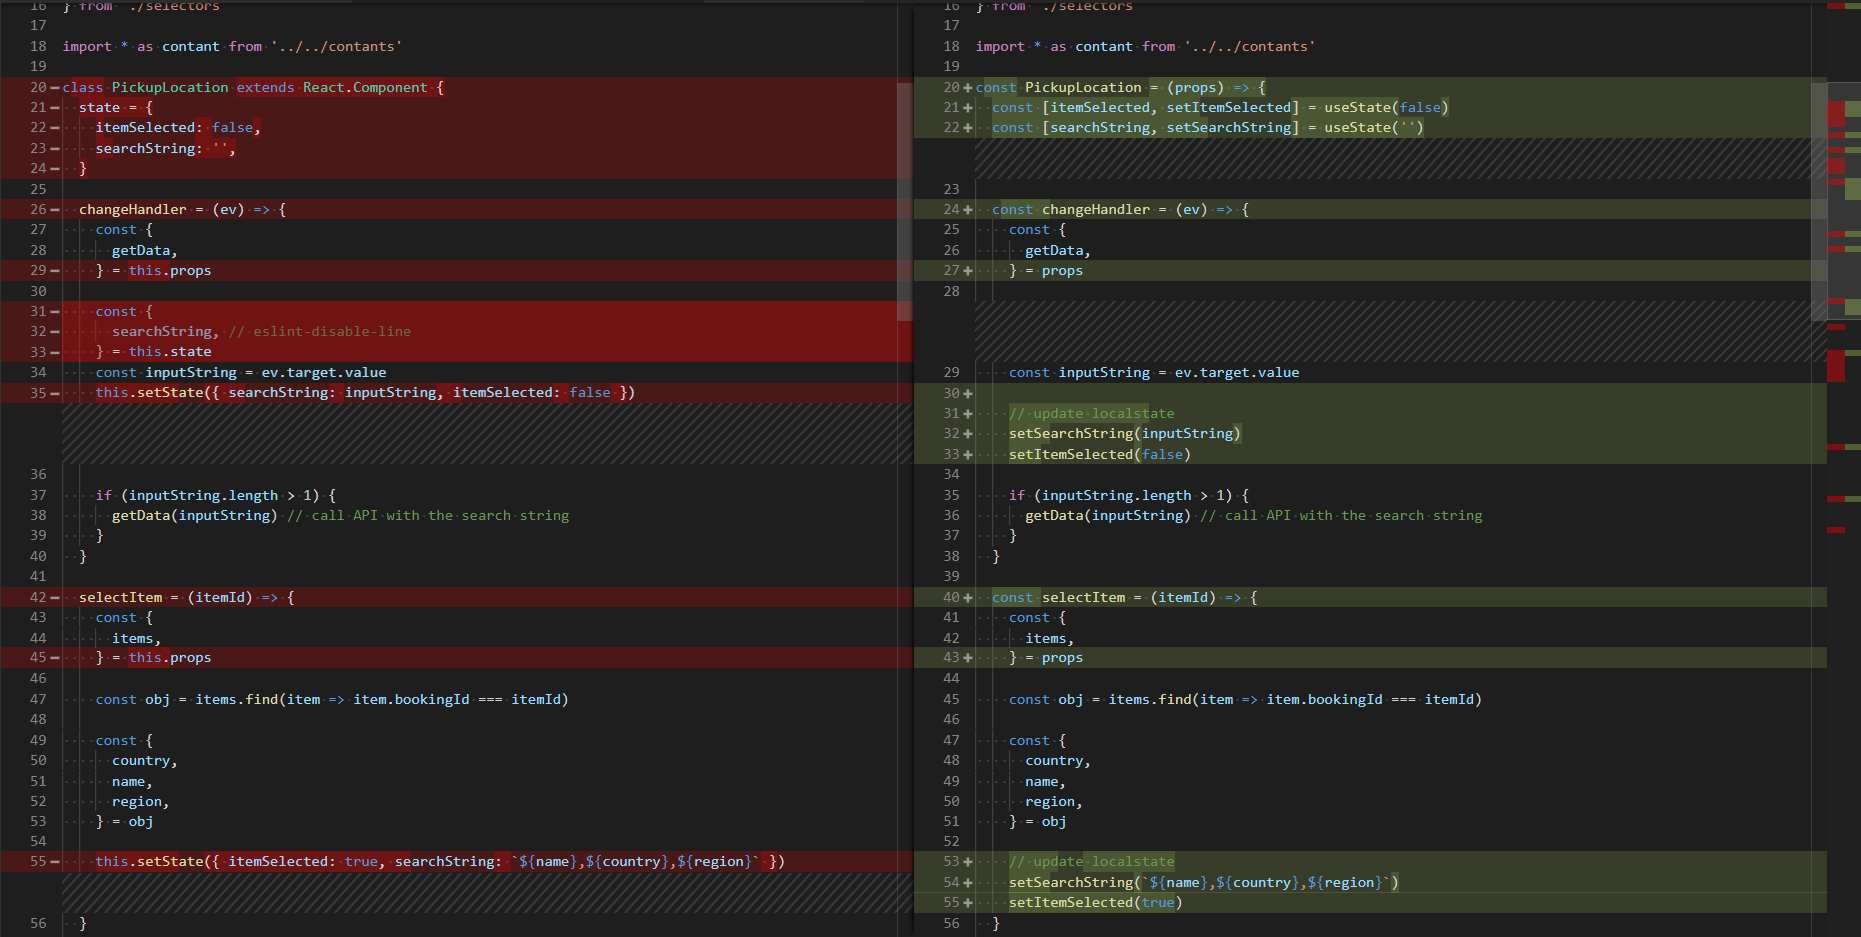 16 } from './selectors
17
18 import * as contant from '../../contants'
19
20 class PickupLocation extends React.Component {
21   state = {
22     itemSelected: false,
23     searchString: '',
24   }
25
26   changeHandler = (ev) => {
27     const {
28       getData,
29     } = this.props
30
31     const {
32       searchString, // eslint-disable-line
33     } = this.state
34     const inputString = ev.target.value
35     this.setState({ searchString: inputString, itemSelected: false })
36
37     if (inputString.length > 1) {
38       getData(inputString) // call API with the search string
39     }
40   }
41
42   selectItem = (itemId) => {
43     const {
44       items,
45     } = this.props
46
47     const obj = items.find(item => item.bookingId === itemId)
48
49     const {
50       country,
51       name,
52       region,
53     } = obj
54
55     this.setState({ itemSelected: true, searchString: `${name},${country},${region}` })
56   }
16 } from './selectors
17
18 import * as contant from '../../contants'
19
20 const PickupLocation = (props) => {
21   const [itemSelected, setItemSelected] = useState(false)
22   const [searchString, setSearchString] = useState('')
23
24   const changeHandler = (ev) => {
25     const {
26       getData,
27     } = props
28
29     const inputString = ev.target.value
30
31     // update localstate
32     setSearchString(inputString)
33     setItemSelected(false)
34
35     if (inputString.length > 1) {
36       getData(inputString) // call API with the search string
37     }
38   }
39
40   const selectItem = (itemId) => {
41     const {
42       items,
43     } = props
44
45     const obj = items.find(item => item.bookingId === itemId)
46
47     const {
48       country,
49       name,
50       region,
51     } = obj
52
53     // update localstate
54     setSearchString(`${name},${country},${region}`)
55     setItemSelected(true)
56   }